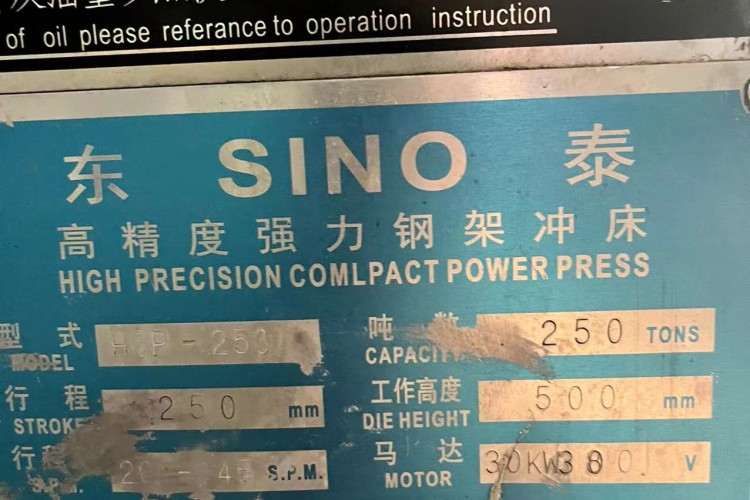 of oil please referance to operation instruction
东 SINO 泰
高精度强力钢架冲床
HIGH PRECISION COMLPACT POWER PRESS
型式 吨数 250 TONS
MODEL CAPACITY
行程 250 mm 工作高度 500 mm
STROKE DIE HEIGHT
行程 S.P.M. 马达 30KW380 V
S.P.M. MOTOR